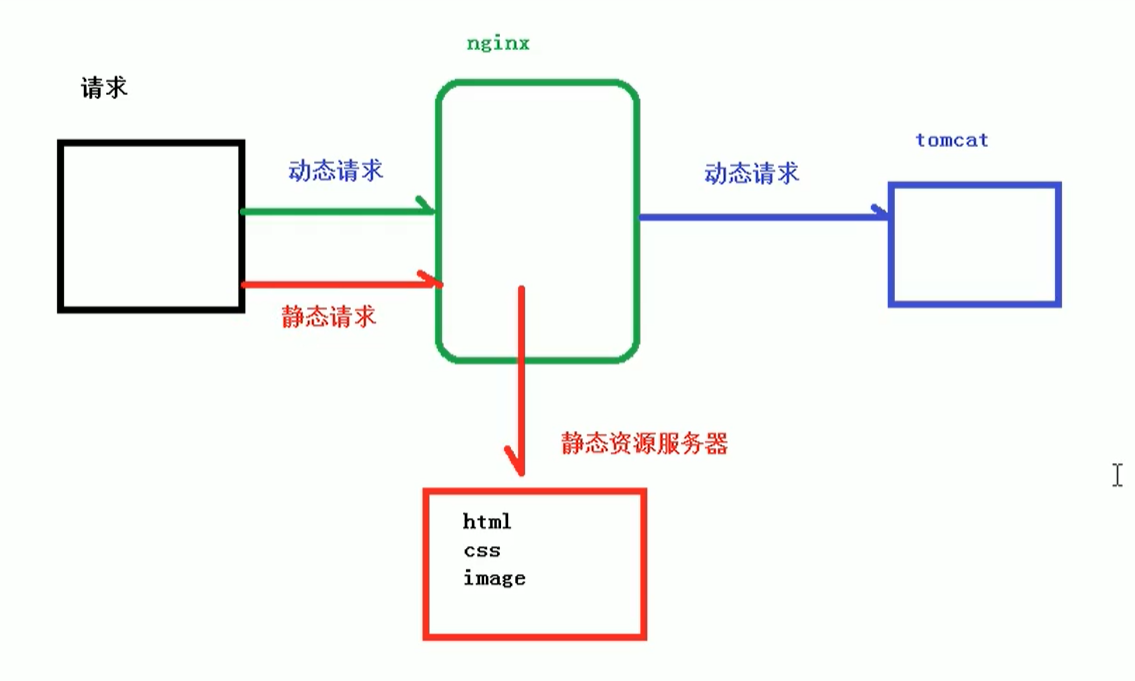 nginx
请求
tomcat
动态请求
动态请求
静态请求
静态资源服务器
html
css
image